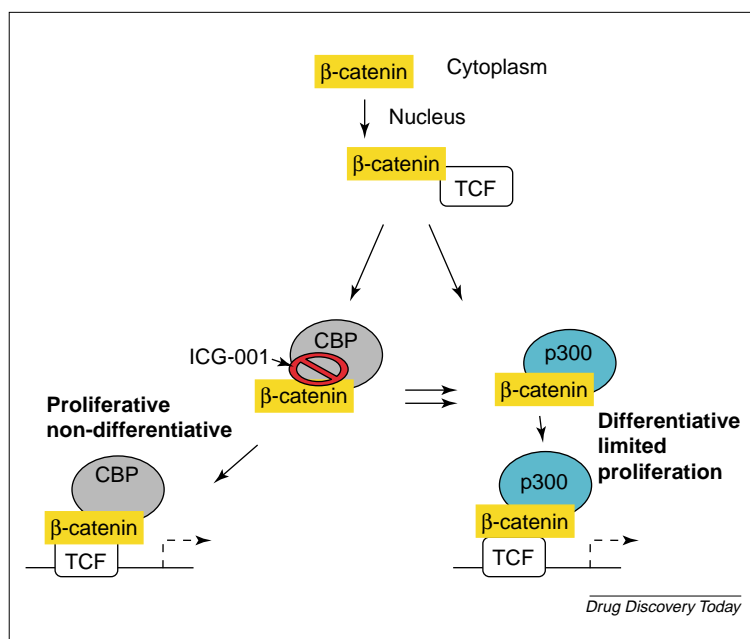 β-catenin
Cytoplasm
Nucleus
β-catenin
TCF
CBP
ICG-001
β-catenin
p300
β-catenin
Proliferative
non-differentiative
Differentiative
limited
proliferation
CBP
β-catenin
TCF
p300
β-catenin
TCF
Drug Discovery Today